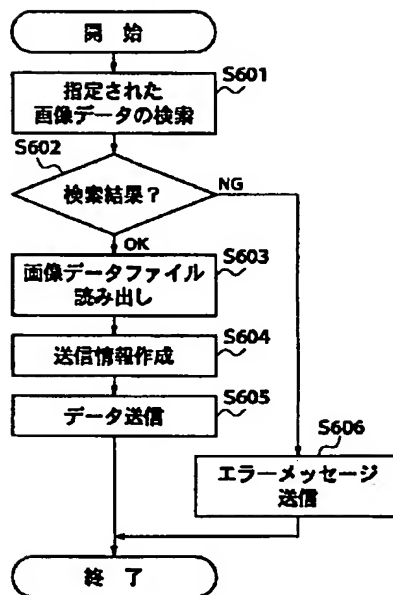 開 始
S601
指定された
画像データの検索
S602
検索結果?
NG
OK
S603
画像データファイル
読み出し
S604
送信情報作成
S605
データ送信
S606
エラーメッセージ
送信
終 了